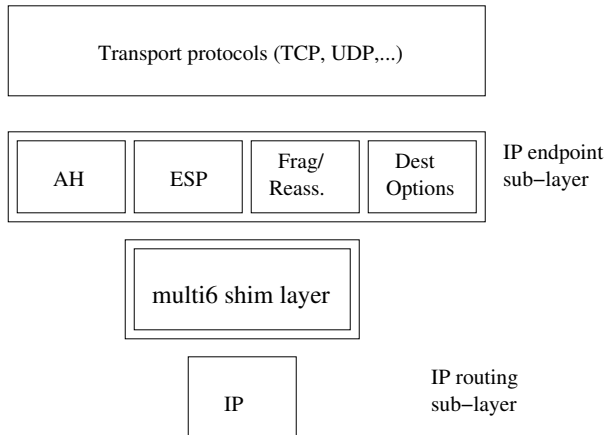 Transport protocols (TCP, UDP,...)
AH
ESP
Frag/
Reass.
Dest
Options
IP endpoint
sub−layer
multi6 shim layer
IP
IP routing
sub−layer